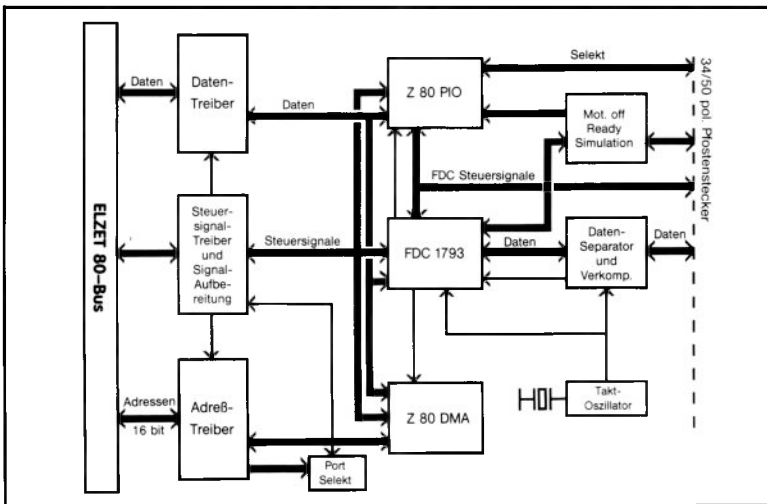 ELZET 80-Bus
Daten
Daten-
Treiber
Daten
Steuer-
signal-
Treiber
und
Signal-
Aufbe-
reitung
Steuersignale
Adressen
16 bit
Adreß-
Treiber
Port
Selekt
Z 80 PIO
Selekt
Mot. off
Ready
Simulation
FDC Steuersignale
FDC 1793
Daten
Daten-
Separator
und
Verkomp.
Daten
Z 80 DMA
Takt-
Oszillator
34/50 pol. Pfostenstecker